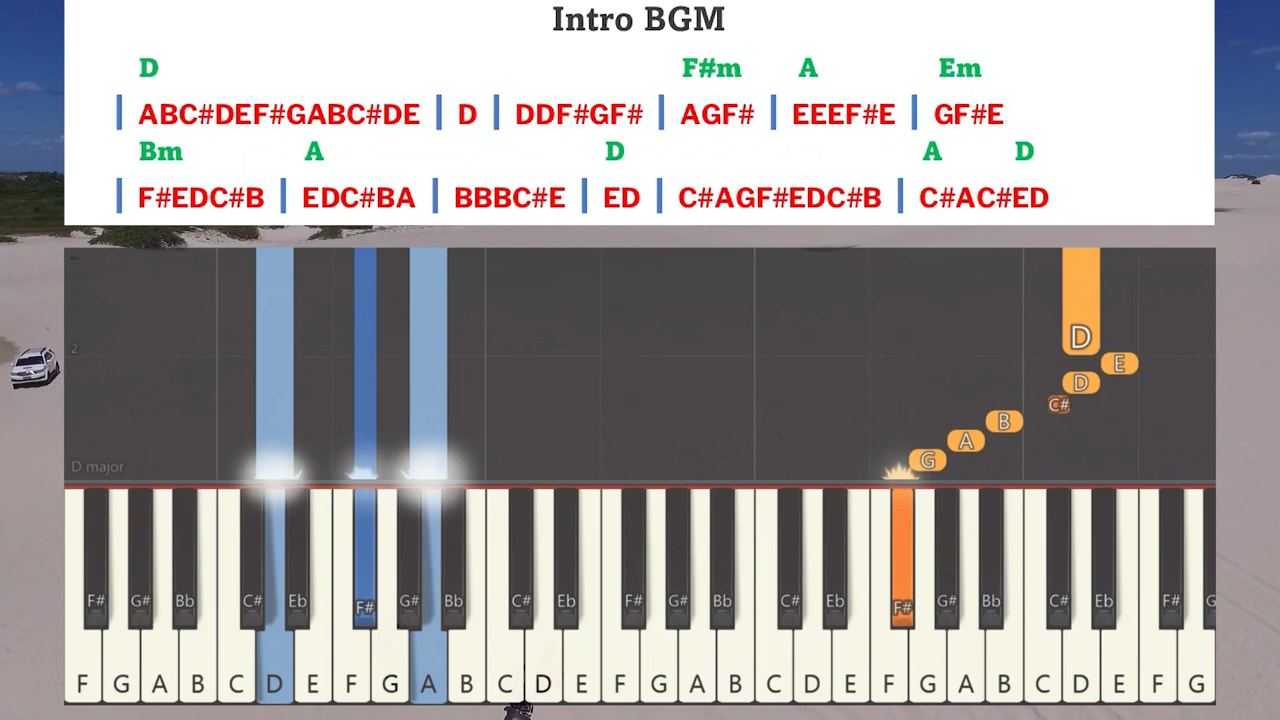 Intro BGM
D F#m A Em
| ABC#DEF#GABC#DE | D | DDF#GF# | AGF# | EEEF#E | GF#E
Bm A D A D
| F#EDC#B | EDC#BA | BBBC#E | ED | C#AGF#EDC#B | C#AC#ED
D
2
E
D
C#
B
A
G
D major
F# G# Bb C# Eb F# G# Bb C# Eb F# G# Bb C# Eb F# G# Bb C# Eb F# G
F G A B C D E F G A B C D E F G A B C D E F G A B C D E F G